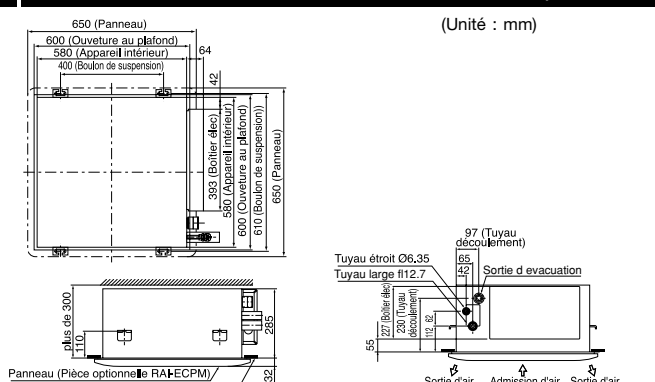 650 (Panneau)
(Unité : mm)
600 (Ouveture au plafond)
580 (Appareil intérieur)
64
400 (Boulon de suspension)
42
393 (Boîtier élec)
580 (Appareil intérieur)
600 (Ouveture au plafond)
610 (Boulon de suspension))
650 (Panneau)
97 (Tuyau
découlement)
Tuyau étroit Ø6.35
65
Tuyau large fl12.7
42
Sortie d evacuation
plus de 300
110
285
32
Panneau (Pièce optionnelle RAI-ECPM)
227 (Boîtier élec)
230 (Tuyau
découlement)
112
62
55
Sortie d'air
Admission d'air
Sortie d'air